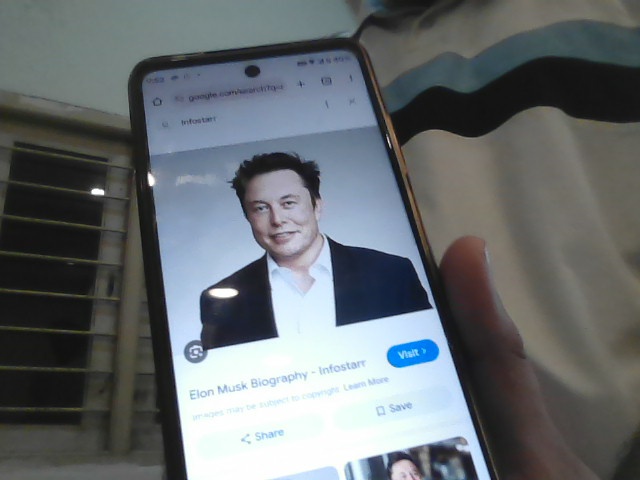 google.com/search?q=
Infostarr
Visit >
Elon Musk Biography - Infostarr
Images may be subject to copyright. Learn More
Share
Save